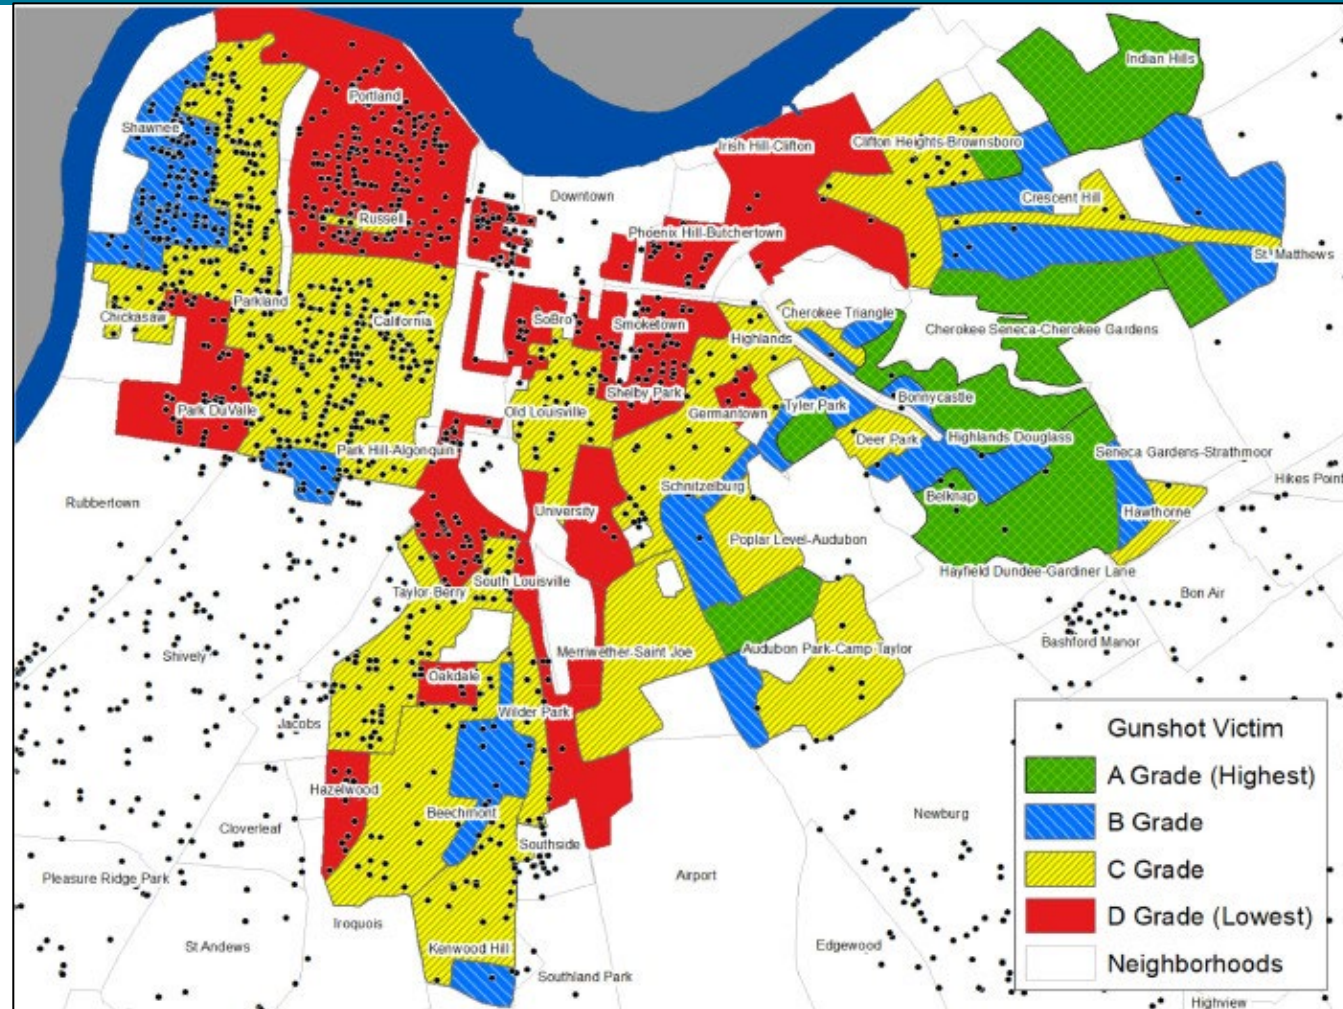 Indian Hills
Portland
Shawnee
Irish Hill-Clifton
Clifton Heights-Brownsboro
Downtown
Crescent Hill
Russell
Phoenix Hill-Butchertown
St. Matthews
Parkland
Chickasaw
California
SoBro
Smoketown
Cherokee Triangle
Highlands
Cherokee Seneca-Cherokee Gardens
Shelby Park
Park DuValle
Old Louisville
Germantown
Tyler Park
Bonnycastle
Deer Park
Highlands Douglass
Park Hill-Algonquin
Seneca Gardens-Strathmoor
Hikes Point
Rubbertown
Schnitzelburg
Belknap
University
Hawthorne
Poplar Level-Audubon
Hayfield Dundee-Gardiner Lane
South Louisville
Taylor-Berry
Bon Air
Bashford Manor
Shively
Merriwether-Saint Joe
Audubon Park-Camp Taylor
Oakdale
Wilder Park
Jacobs
Hazelwood
Beechmont
Newburg
Cloverleaf
Southside
Pleasure Ridge Park
Airport
Iroquois
St Andews
Kenwood Hill
Edgewood
Southland Park
Highview
Gunshot Victim
A Grade (Highest)
B Grade
C Grade
D Grade (Lowest)
Neighborhoods